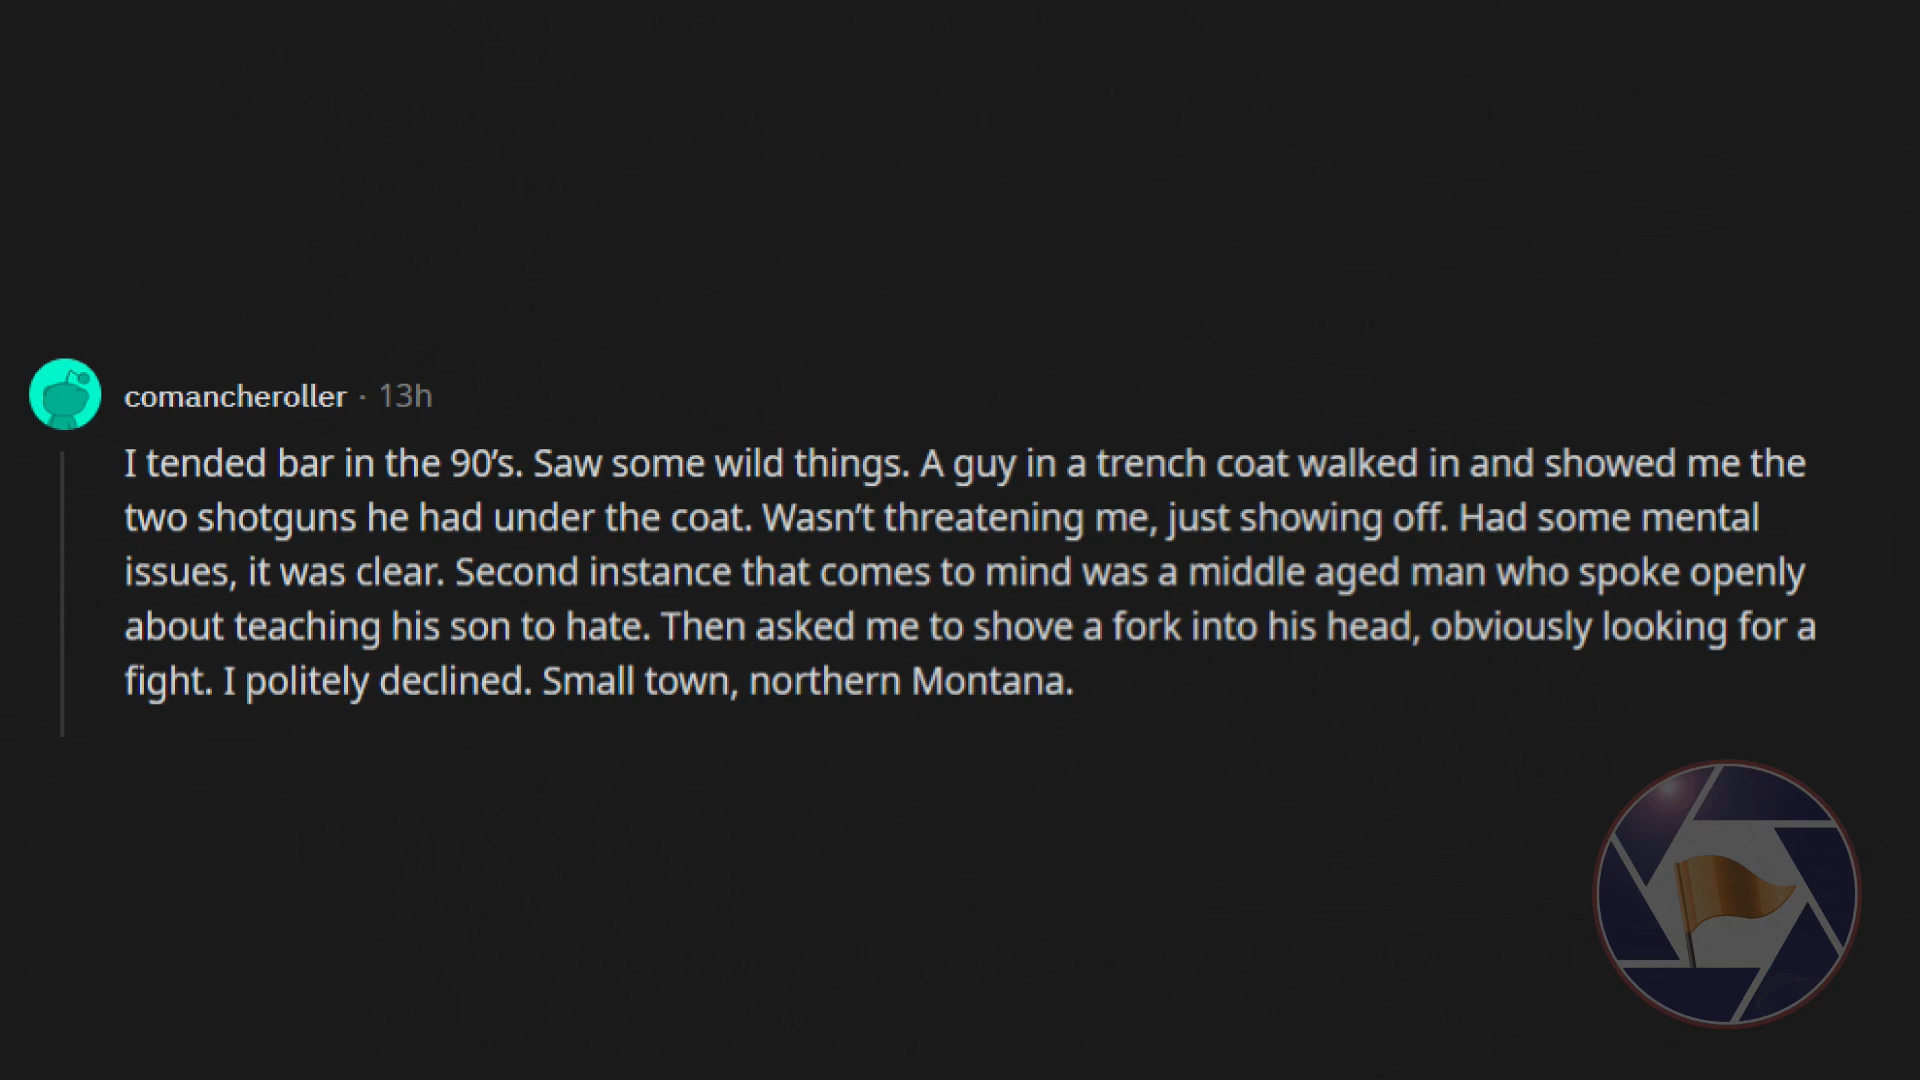 comancheroller · 13h
I tended bar in the 90’s. Saw some wild things. A guy in a trench coat walked in and showed me the
two shotguns he had under the coat. Wasn’t threatening me, just showing off. Had some mental
issues, it was clear. Second instance that comes to mind was a middle aged man who spoke openly
about teaching his son to hate. Then asked me to shove a fork into his head, obviously looking for a
fight. I politely declined. Small town, northern Montana.